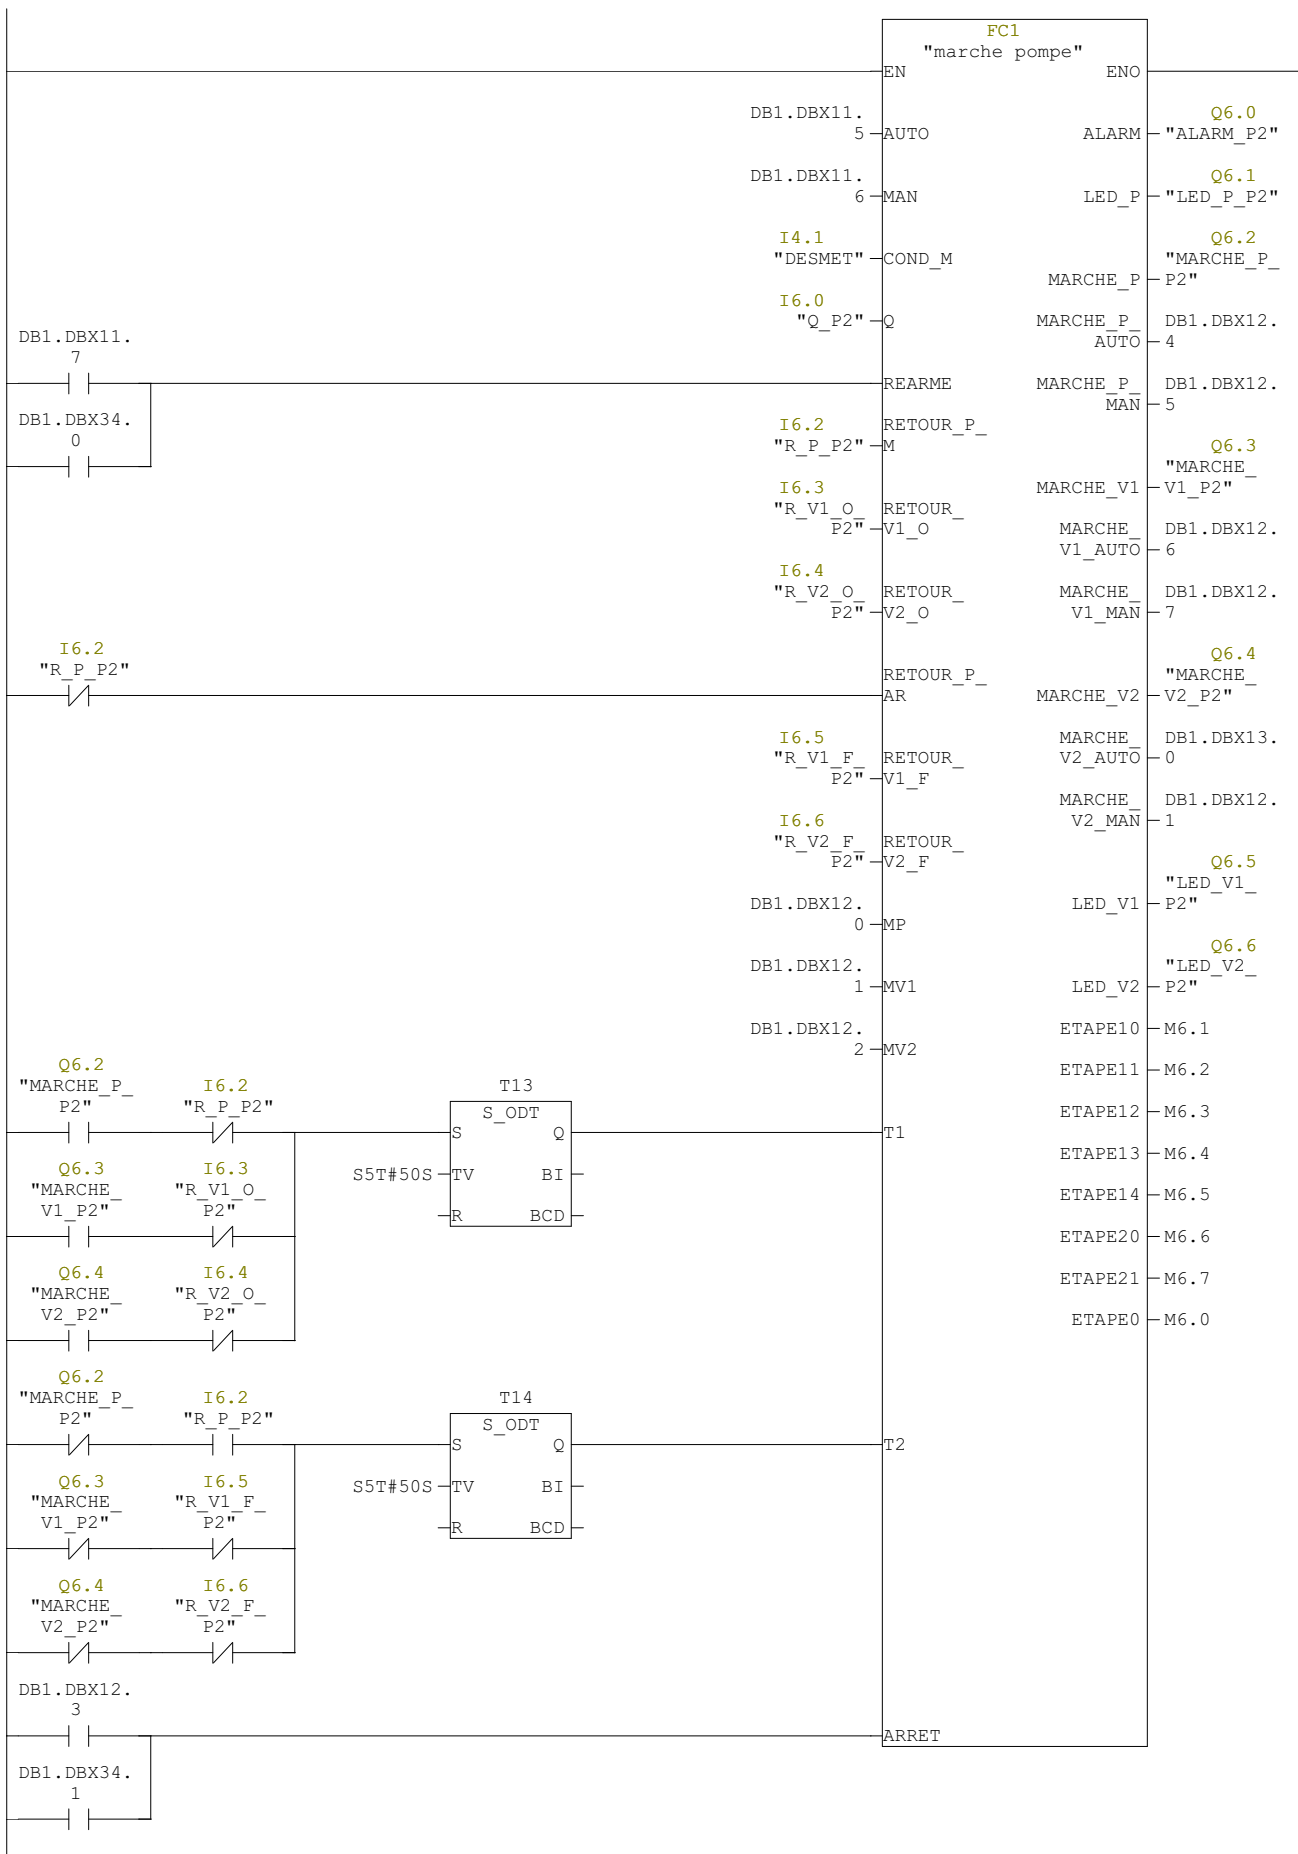 FC1
"marche pompe"
EN ENO
DB1.DBX11. Q6.0
5 AUTO ALARM "ALARM_P2"
DB1.DBX11. Q6.1
6 MAN LED_P "LED_P_P2"
I4.1 Q6.2
"DESMET" COND_M "MARCHE_P_
MARCHE_P P2"
I6.0
"Q_P2" Q MARCHE_P_ DB1.DBX12.
DB1.DBX11. AUTO 4
7
REARME MARCHE_P_ DB1.DBX12.
MAN 5
DB1.DBX34.
0
I6.2 RETOUR_P_
"R_P_P2" M Q6.3
"MARCHE_
I6.3 MARCHE_V1 V1_P2"
"R_V1_O_ RETOUR_
P2" V1_O MARCHE_ DB1.DBX12.
V1_AUTO 6
I6.4
"R_V2_O_ RETOUR_ MARCHE_ DB1.DBX12.
P2" V2_O V1_MAN 7
I6.2 Q6.4
"R_P_P2" RETOUR_P_ "MARCHE_
AR MARCHE_V2 V2_P2"
I6.5 MARCHE_ DB1.DBX13.
"R_V1_F_ RETOUR_ V2_AUTO 0
P2" V1_F
MARCHE_ DB1.DBX12.
I6.6 V2_MAN 1
"R_V2_F_ RETOUR_
P2" V2_F Q6.5
"LED_V1_
DB1.DBX12. LED_V1 P2"
0 MP
Q6.6
"LED_V2_
DB1.DBX12. LED_V2 P2"
1 MV1
DB1.DBX12. ETAPE10 M6.1
2 MV2
Q6.2 ETAPE11 M6.2
"MARCHE_P_ I6.2 T13
P2" "R_P_P2" S_ODT ETAPE12 M6.3
S Q T1
ETAPE13 M6.4
Q6.3 I6.3
"MARCHE_ "R_V1_O_ S5T#50S TV BI
V1_P2" P2" ETAPE14 M6.5
R BCD
ETAPE20 M6.6
Q6.4 I6.4
"MARCHE_ "R_V2_O_ ETAPE21 M6.7
V2_P2" P2"
ETAPE0 M6.0
Q6.2
"MARCHE_P_ I6.2 T14
P2" "R_P_P2" S_ODT
S Q T2
Q6.3 I6.5
"MARCHE_ "R_V1_F_ S5T#50S TV BI
V1_P2" P2"
R BCD
Q6.4 I6.6
"MARCHE_ "R_V2_F_
V2_P2" P2"
DB1.DBX12.
3
ARRET
DB1.DBX34.
1